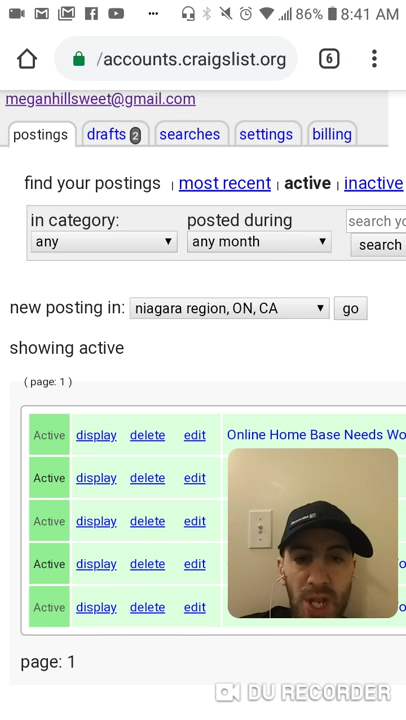 86% 8:41 AM
/accounts.craigslist.org 6
meganhillsweet@gmail.com
postings drafts 2 searches settings billing
find your postings | most recent | active | inactive
in category: posted during search yo
any any month search
new posting in: niagara region, ON, CA go
showing active
( page: 1 )
Active display delete edit Online Home Base Needs Wo
Active display delete edit
Active display delete edit
Active display delete edit
Active display delete edit
page: 1
DU RECORDER